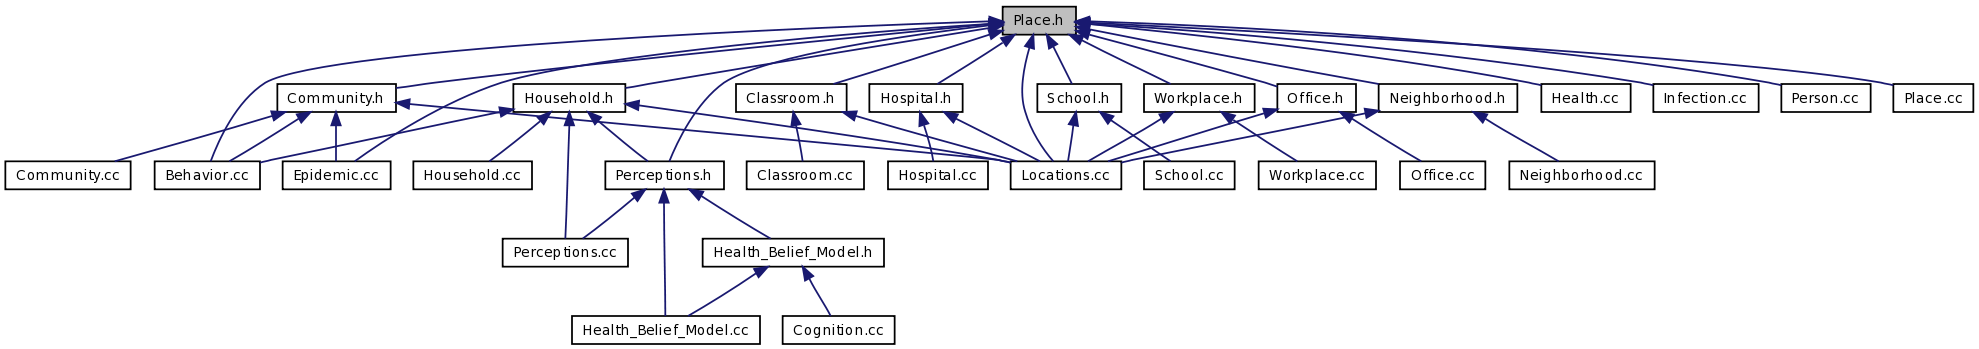 Place.h
Community.h
Household.h
Classroom.h
Hospital.h
School.h
Workplace.h
Office.h
Neighborhood.h
Health.cc
Infection.cc
Person.cc
Place.cc
Community.cc
Behavior.cc
Epidemic.cc
Household.cc
Perceptions.h
Classroom.cc
Hospital.cc
Locations.cc
School.cc
Workplace.cc
Office.cc
Neighborhood.cc
Perceptions.cc
Health_Belief_Model.h
Health_Belief_Model.cc
Cognition.cc